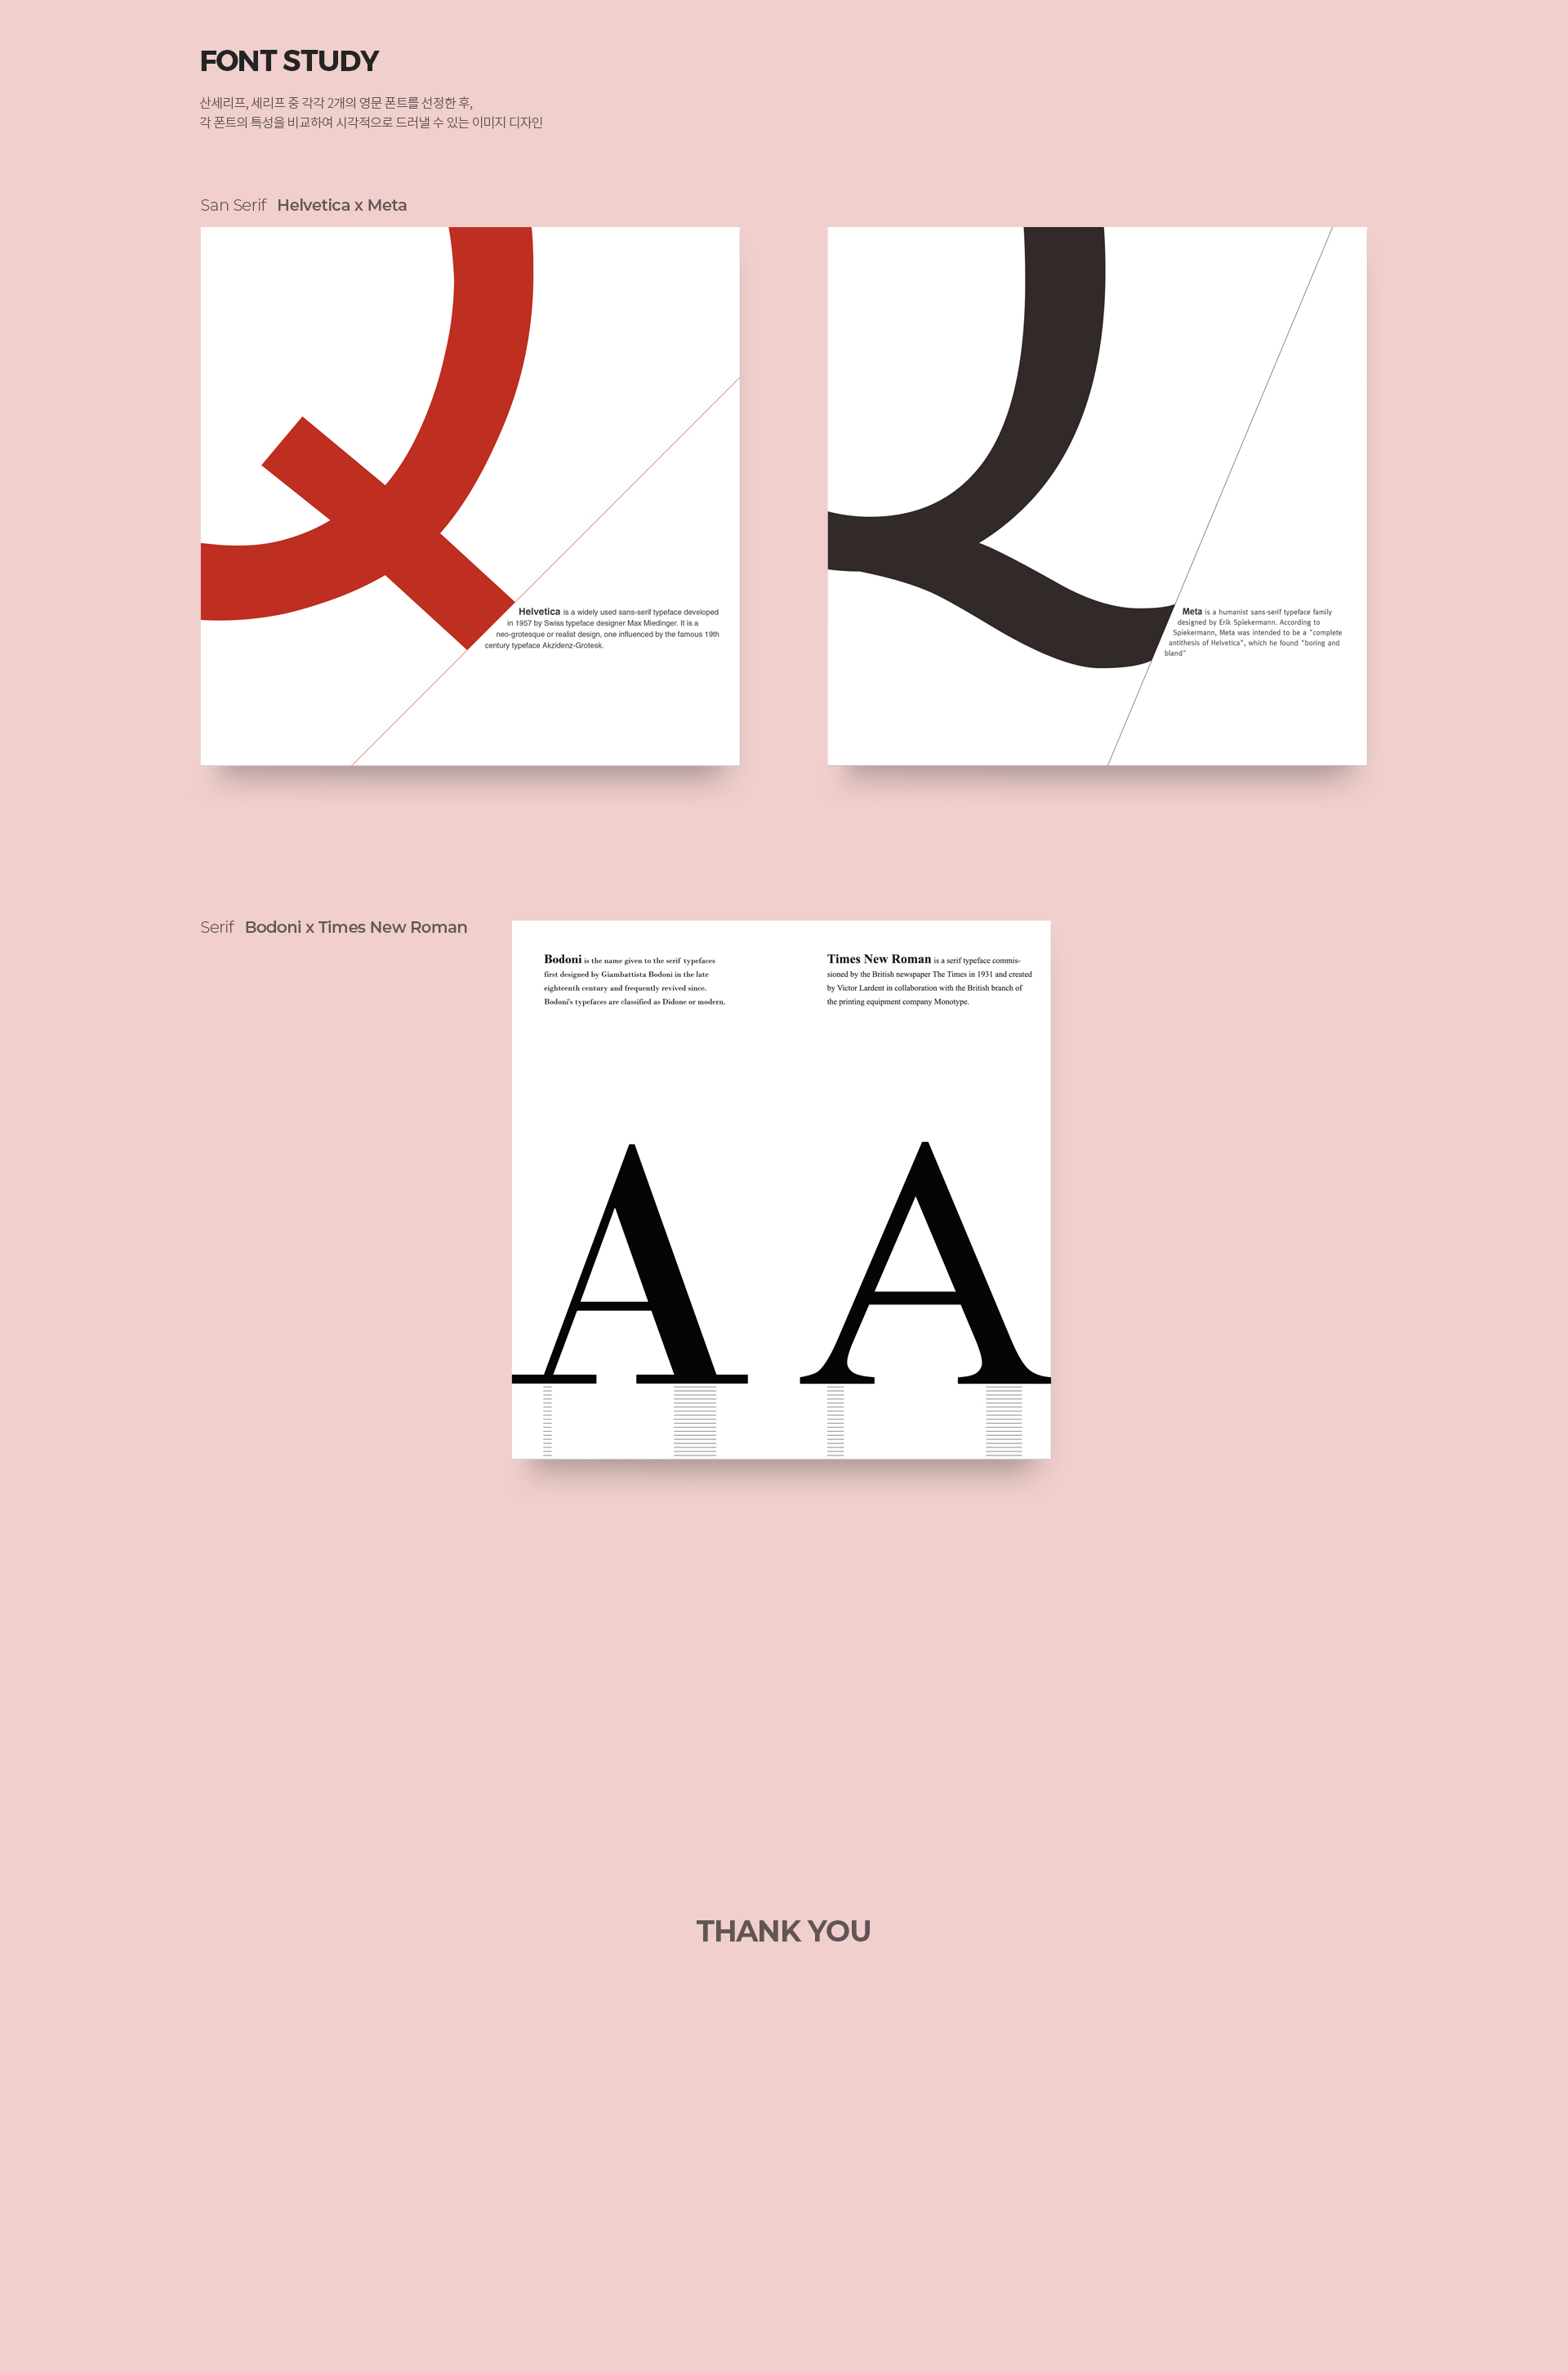 FONT STUDY
산세리프, 세리프 중 각각 2개의 영문 폰트를 선정한 후,
각 폰트의 특성을 비교하여 시각적으로 드러낼 수 있는 이미지 디자인
San Serif Helvetica x Meta
Q
Helvetica is a widely used sans-serif typeface developed
in 1957 by Swiss typeface designer Max Miedinger. It is a
neo-grotesque or realist design, one influenced by the famous 19th
century typeface Akzidenz-Grotesk.
Q
Meta is a humanist sans-serif typeface family
designed by Erik Spiekermann. According to
Spiekermann, Meta was intended to be a "complete
antithesis of Helvetica", which he found "boring and
bland"
Serif Bodoni x Times New Roman
Bodoni is the name given to the serif typefaces
first designed by Giambattista Bodoni in the late
eighteenth century and frequently revived since.
Bodoni's typefaces are classified as Didone or modern.
Times New Roman is a serif typeface commis-
sioned by the British newspaper The Times in 1931 and created
by Victor Lardent in collaboration with the British branch of
the printing equipment company Monotype.
A A
THANK YOU